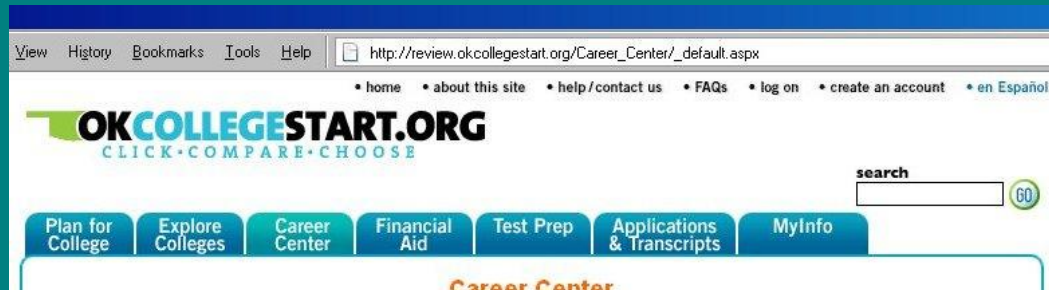 View History Bookmarks Tools Help http://review.okcollegestart.org/Career_Center/_default.aspx
• home • about this site • help/contact us • FAQs • log on • create an account • en Español
OKCOLLEGESTART.ORG
CLICK•COMPARE•CHOOSE
search
GO
Plan for College Explore Colleges Career Center Financial Aid Test Prep Applications & Transcripts MyInfo
Career Center